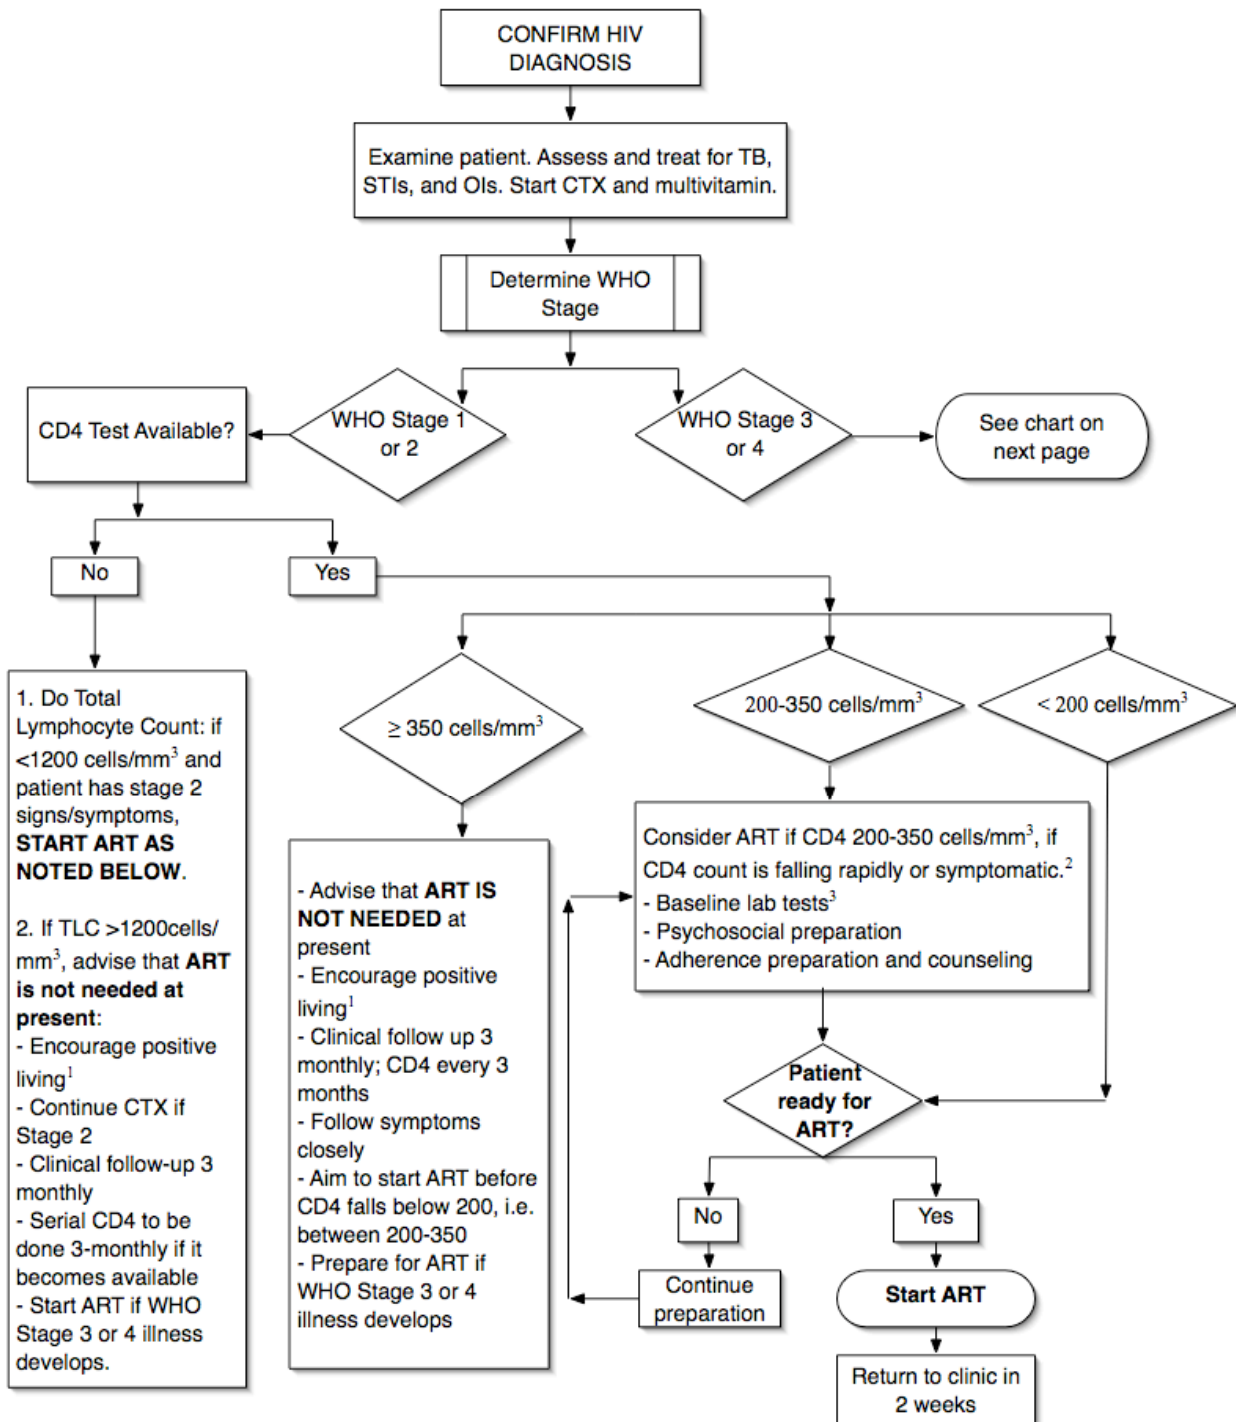 CONFIRM HIV
DIAGNOSIS
Examine patient. Assess and treat for TB,
STIs, and OIs. Start CTX and multivitamin.
Determine WHO
Stage
CD4 Test Available?
WHO Stage 1
or 2
WHO Stage 3
or 4
See chart on
next page
No
Yes
1. Do Total
Lymphocyte Count: if
<1200 cells/mm³ and
patient has stage 2
signs/symptoms,
START ART AS
NOTED BELOW.
2. If TLC >1200cells/
mm³, advise that ART
is not needed at
present:
- Encourage positive
living¹
- Continue CTX if
Stage 2
- Clinical follow-up 3
monthly
- Serial CD4 to be
done 3-monthly if it
becomes available
- Start ART if WHO
Stage 3 or 4 illness
develops.
≥ 350 cells/mm³
200-350 cells/mm³
< 200 cells/mm³
- Advise that ART IS
NOT NEEDED at
present
- Encourage positive
living¹
- Clinical follow up 3
monthly; CD4 every 3
months
- Follow symptoms
closely
- Aim to start ART before
CD4 falls below 200, i.e.
between 200-350
- Prepare for ART if
WHO Stage 3 or 4
illness develops
Consider ART if CD4 200-350 cells/mm³, if
CD4 count is falling rapidly or symptomatic.²
- Baseline lab tests³
- Psychosocial preparation
- Adherence preparation and counseling
Patient
ready for
ART?
No
Yes
Continue
preparation
Start ART
Return to clinic in
2 weeks